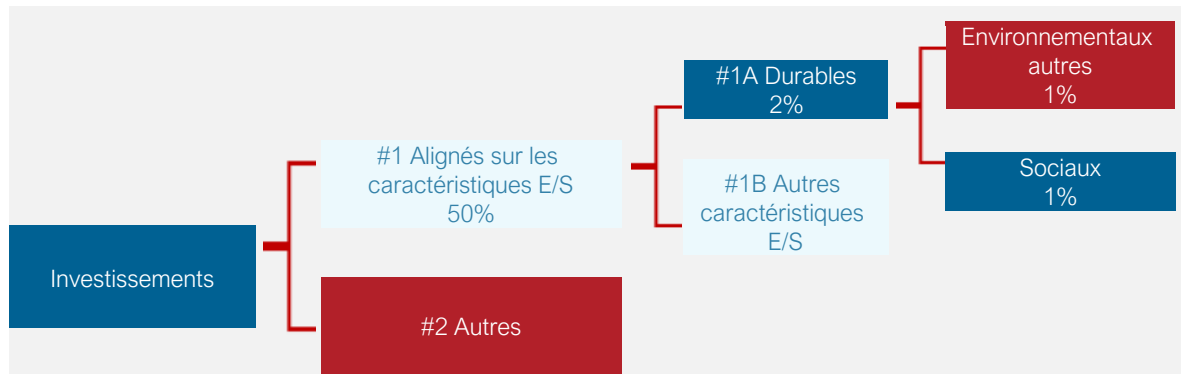 Investissements
#1 Alignés sur les
caractéristiques E/S
50%
#2 Autres
#1A Durables
2%
#1B Autres
caractéristiques
E/S
Environnementaux
autres
1%
Sociaux
1%